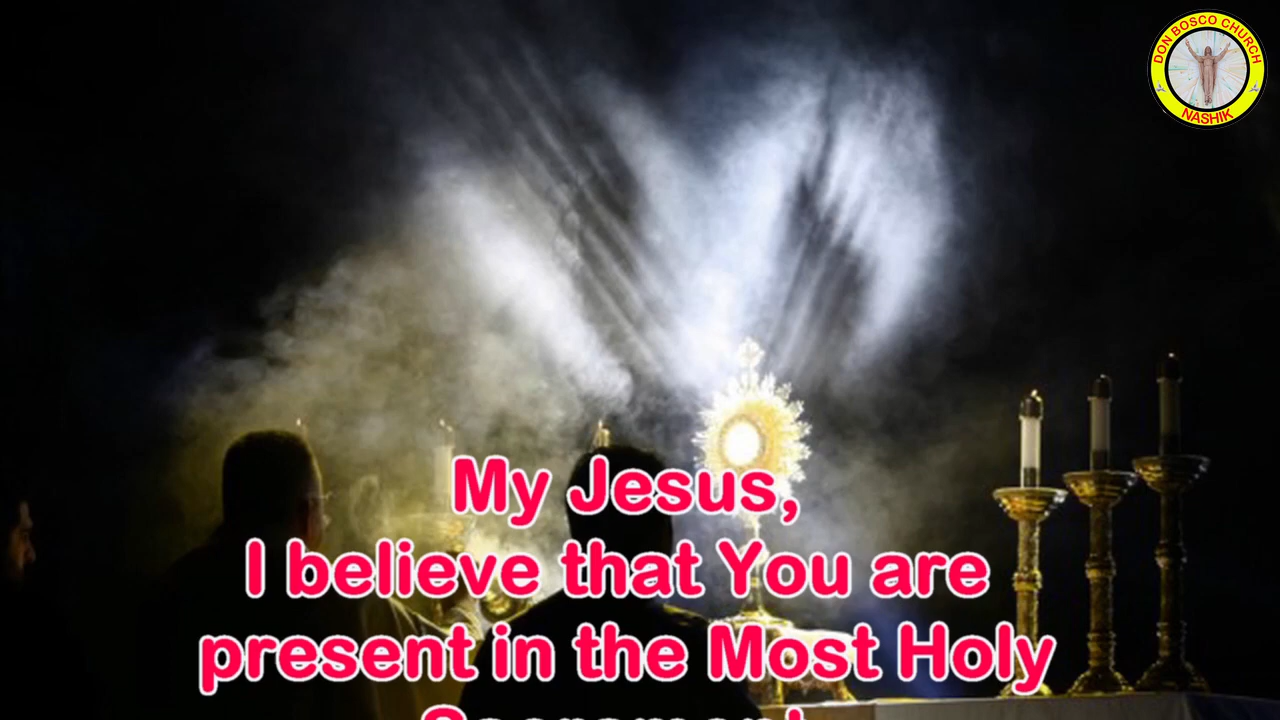 DON BOSCO CHURCH
NASHIK
My Jesus,
I believe that You are
present in the Most Holy